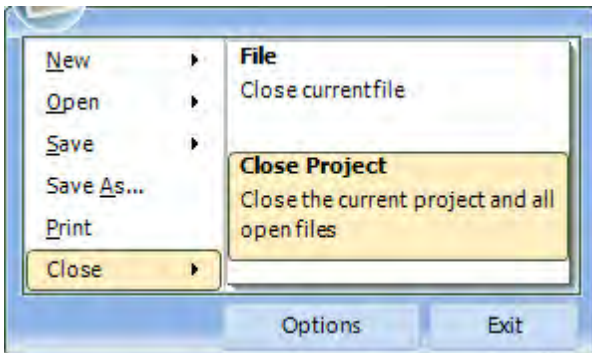 New
Open
Save
Save As...
Print
Close
File
Close currentfile
Close Project
Close the current project and all
open files
Options
Exit